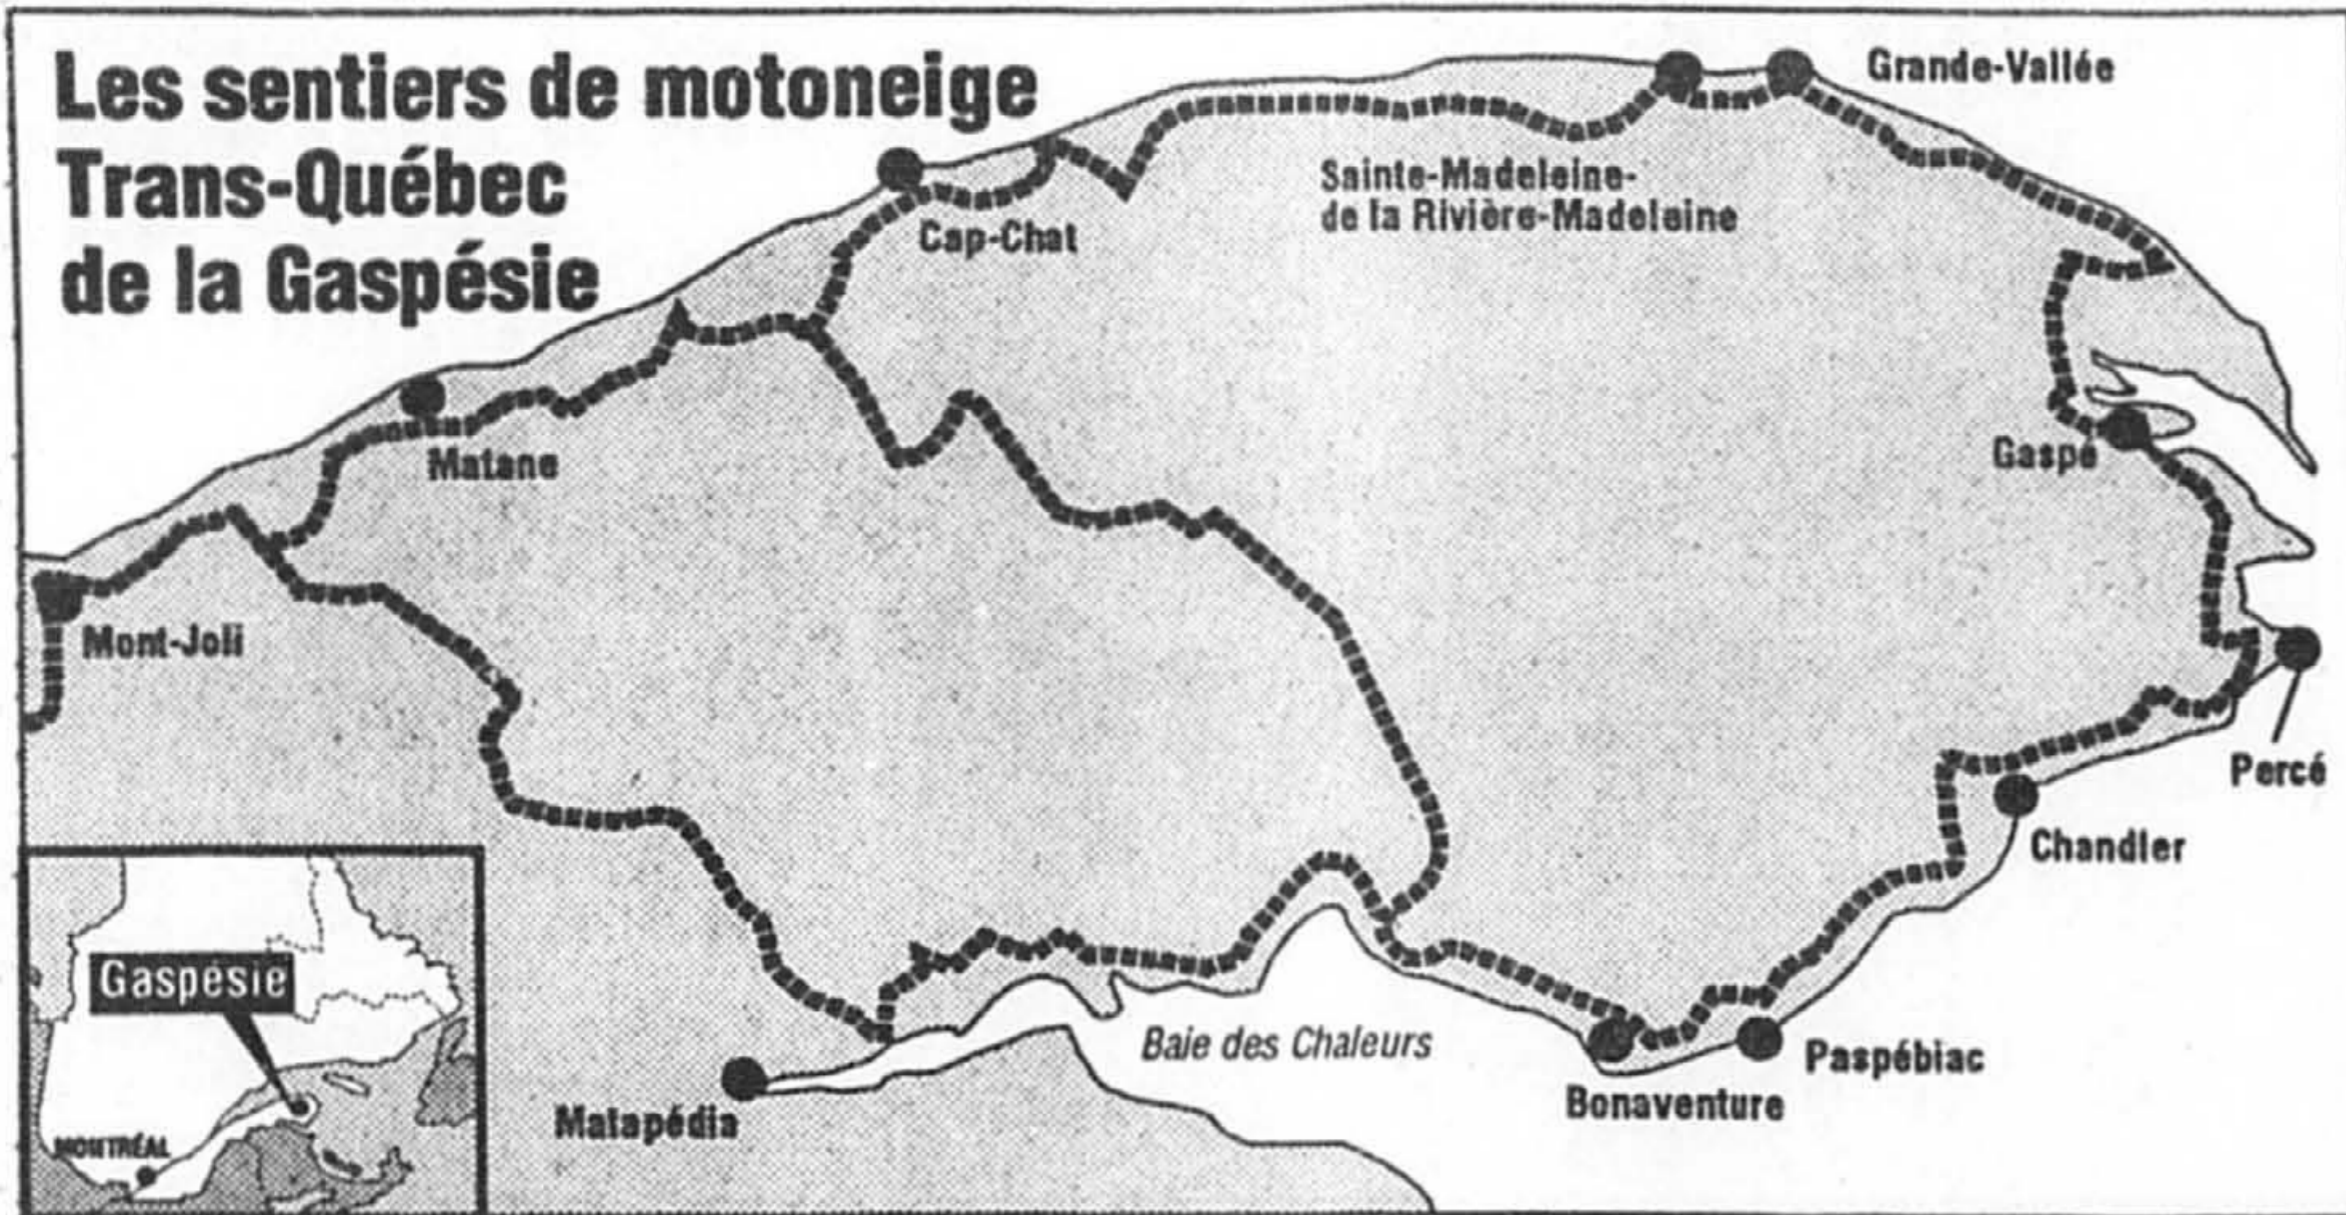 Les sentiers de motoneige
Trans-Québec
de la Gaspésie
Grande-Vallée
Sainte-Madeleine-
de la Rivière-Madeleine
Cap-Chat
Matane
Gaspé
Mont-Joli
Percé
Chandler
Gaspésie
Baie des Chaleurs
Paspébiac
Bonaventure
Matapédia
MONTRÉAL